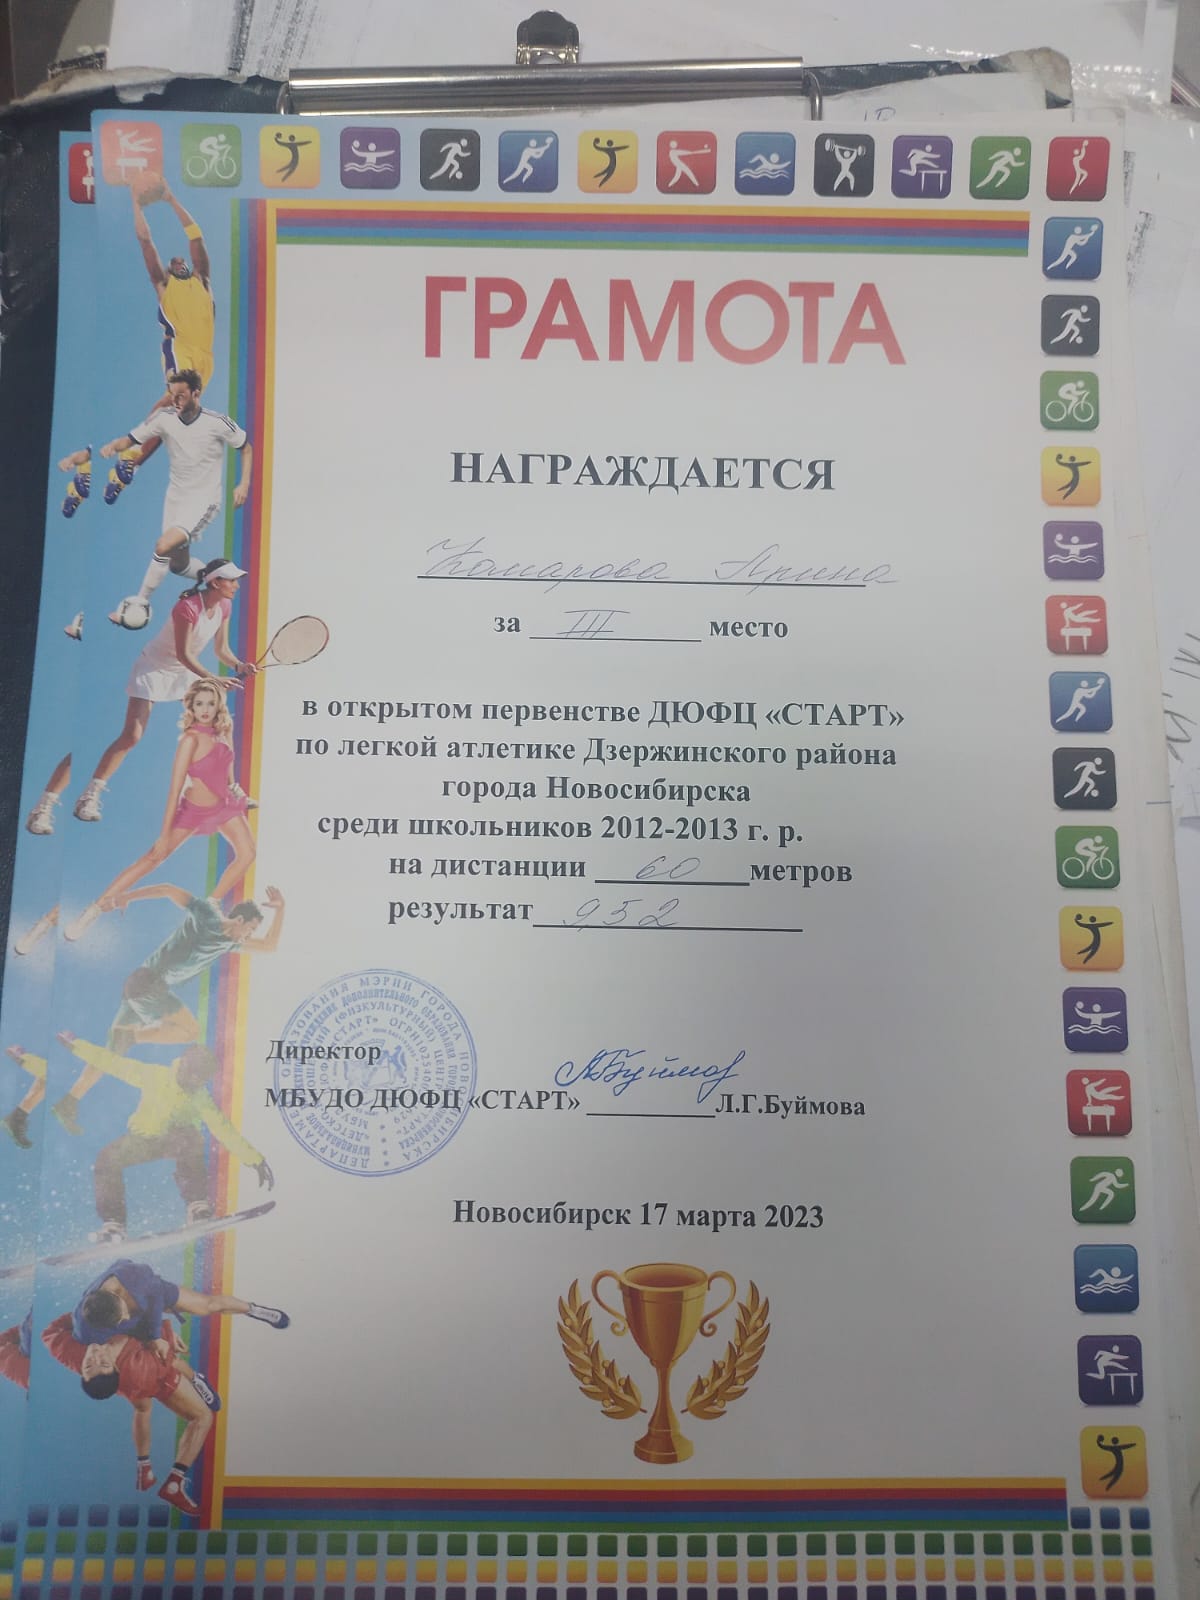 ГРАМОТА
НАГРАЖДАЕТСЯ
Комарова Арина
за III место
в открытом первенстве ДЮФЦ «СТАРТ»
по легкой атлетике Дзержинского района
города Новосибирска
среди школьников 2012-2013 г. р.
на дистанции 60 метров
результат 9,52
Директор
МБУДО ДЮФЦ «СТАРТ» Л.Г.Буймова
Новосибирск 17 марта 2023